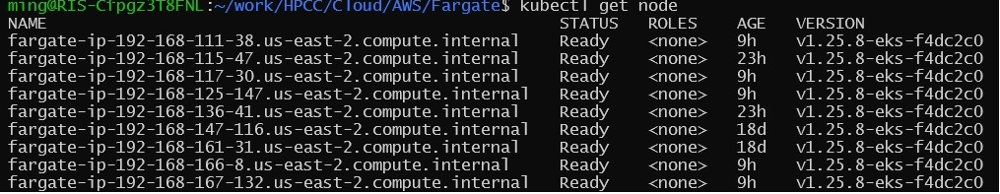 ming@RIS-C1pgz3T8FNL:~/work/HPCC/Cloud/AWS/Fargate$ kubectl get node
NAME STATUS ROLES AGE VERSION
fargate-ip-192-168-111-38.us-east-2.compute.internal Ready <none> 9h v1.25.8-eks-f4dc2c0
fargate-ip-192-168-115-47.us-east-2.compute.internal Ready <none> 23h v1.25.8-eks-f4dc2c0
fargate-ip-192-168-117-30.us-east-2.compute.internal Ready <none> 9h v1.25.8-eks-f4dc2c0
fargate-ip-192-168-125-147.us-east-2.compute.internal Ready <none> 9h v1.25.8-eks-f4dc2c0
fargate-ip-192-168-136-41.us-east-2.compute.internal Ready <none> 23h v1.25.8-eks-f4dc2c0
fargate-ip-192-168-147-116.us-east-2.compute.internal Ready <none> 18d v1.25.8-eks-f4dc2c0
fargate-ip-192-168-161-31.us-east-2.compute.internal Ready <none> 18d v1.25.8-eks-f4dc2c0
fargate-ip-192-168-166-8.us-east-2.compute.internal Ready <none> 9h v1.25.8-eks-f4dc2c0
fargate-ip-192-168-167-132.us-east-2.compute.internal Ready <none> 9h v1.25.8-eks-f4dc2c0